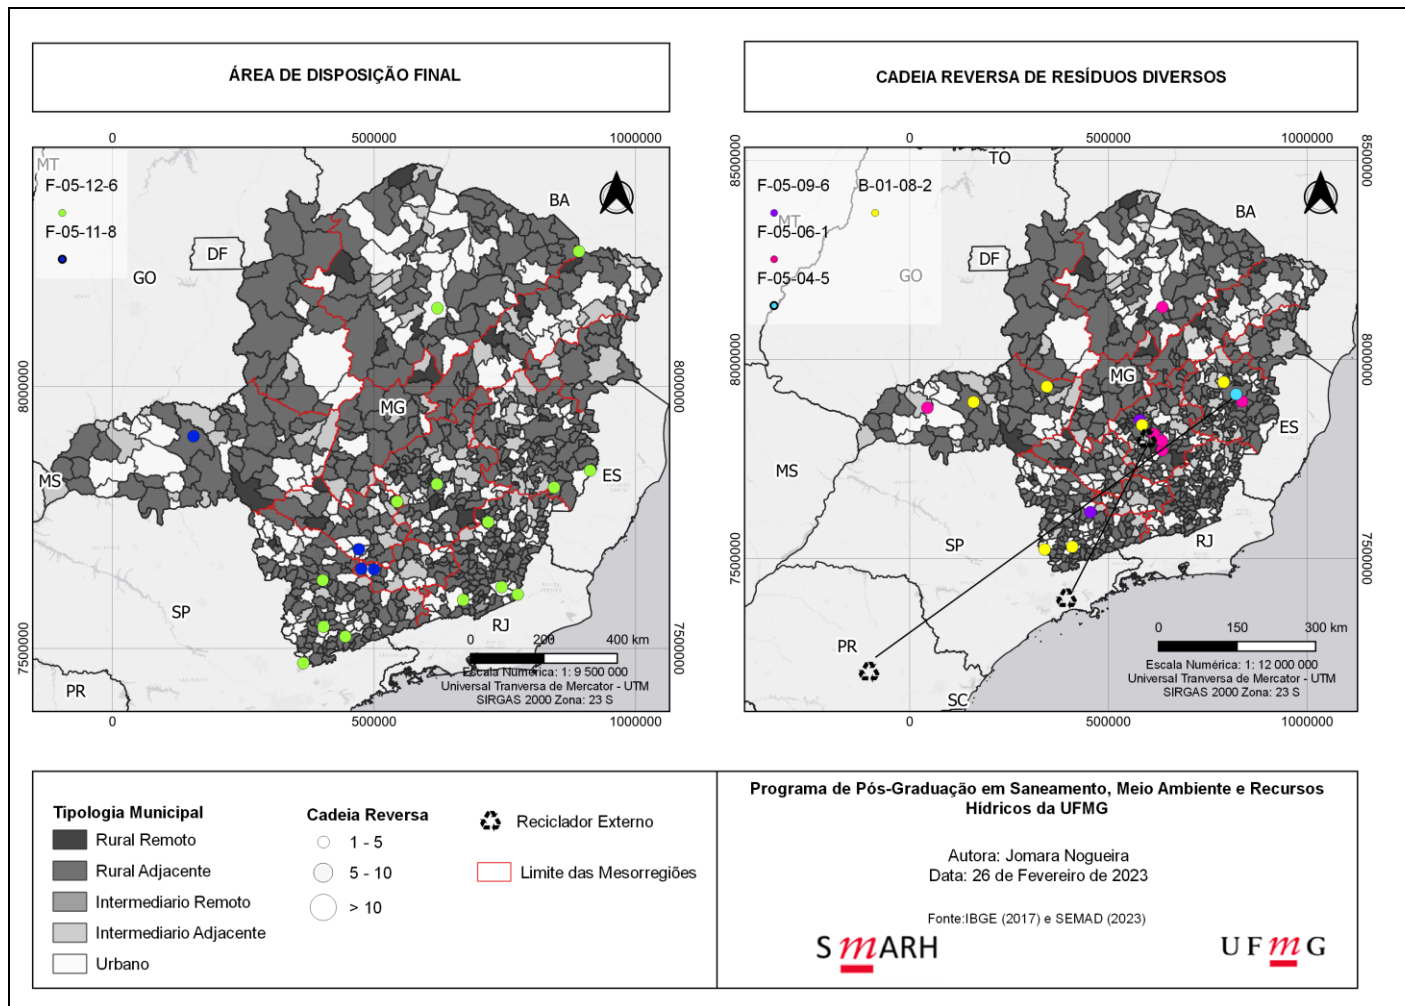 ÁREA DE DISPOSIÇÃO FINAL
0
500000
1000000
MT
F-05-12-6
F-05-11-8
BA
DF
GO
8000000
8000000
MG
ES
MS
SP
RJ
0
200
400 km
7500000
7500000
Escala Numérica: 1: 9 500 000
Universal Tranversa de Mercator - UTM
SIRGAS 2000 Zona: 23 S
PR
0
500000
1000000
CADEIA REVERSA DE RESÍDUOS DIVERSOS
0
500000
1000000
8500000
8500000
TO
F-05-09-6
B-01-08-2
MT
F-05-06-1
F-05-04-5
BA
DF
GO
8000000
8000000
MG
ES
MS
SP
RJ
7500000
7500000
0
150
300 km
PR
Escala Numérica: 1: 12 000 000
Universal Tranversa de Mercator - UTM
SIRGAS 2000 Zona: 23 S
SC
0
500000
1000000
Tipologia Municipal
Rural Remoto
Rural Adjacente
Intermediario Remoto
Intermediario Adjacente
Urbano
Cadeia Reversa
1 - 5
5 - 10
> 10
Reciclador Externo
Limite das Mesorregiões
Programa de Pós-Graduação em Saneamento, Meio Ambiente e Recursos
Hídricos da UFMG
Autora: Jomara Nogueira
Data: 26 de Fevereiro de 2023
Fonte:IBGE (2017) e SEMAD (2023)
SmARH
UFmG